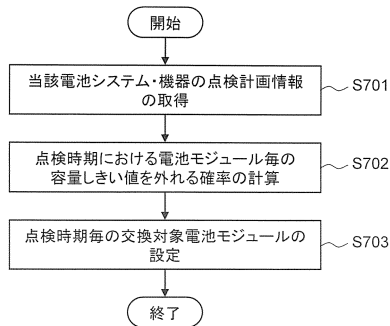 開始
当該電池システム・機器の点検計画情報
の取得
S701
点検時期における電池モジュール毎の
容量しきい値を外れる確率の計算
S702
点検時期毎の交換対象電池モジュールの
設定
S703
終了